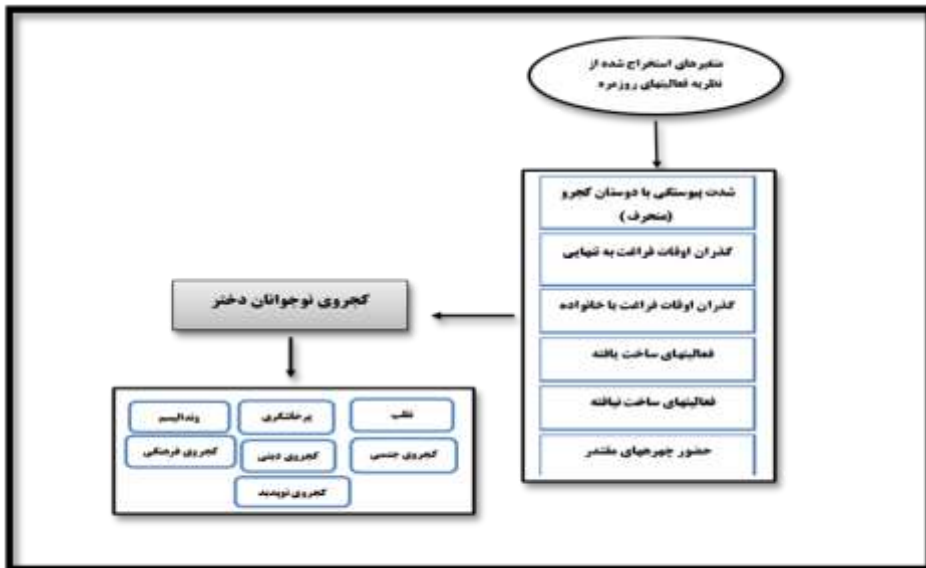 متغیرهای استخراج شده از
نظریه فعالیتهای روزمره
شدت پیوستگی با دوستان کجرو
(منحرف)
گذران اوقات فراغت به تنهایی
گذران اوقات فراغت با خانواده
فعالیتهای ساخت یافته
فعالیتهای ساخت نیافته
حضور چهرههای مقتدر
کجروی نوجوانان دختر
تقلب
پرخاشگری
وندالیسم
کجروی جنسی
کجروی دینی
کجروی فرهنگی
کجروی نوپدید